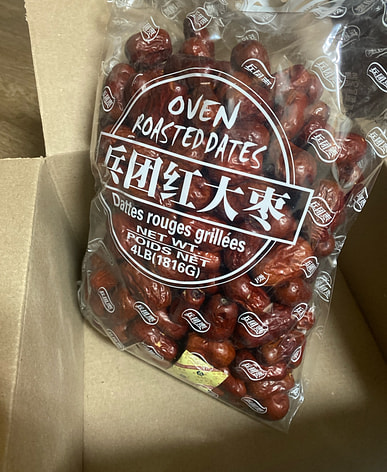 OVEN
ROASTED DATES
兵团红大枣
Dattes rouges grillées
NET WT.
POIDS NET
4LB(1816G)